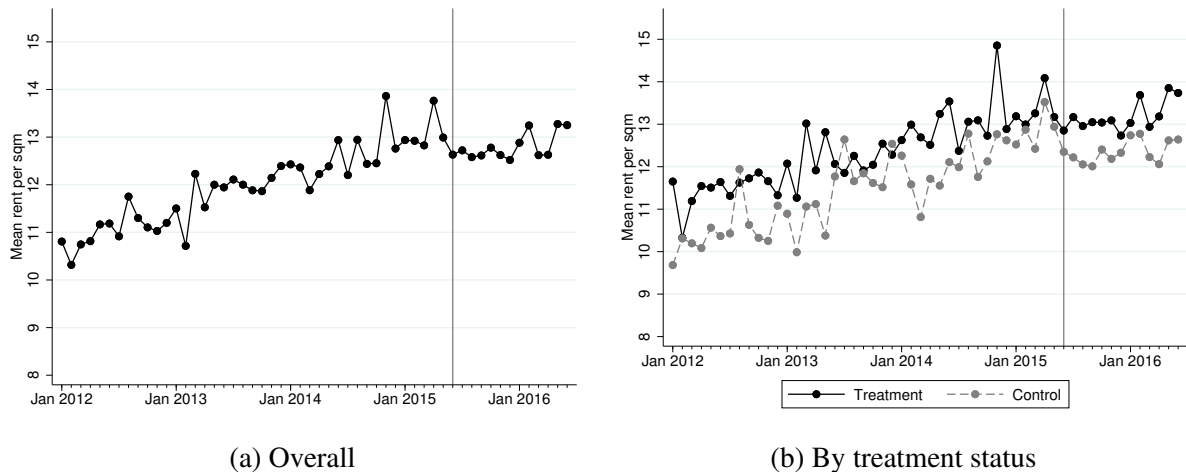 Mean rent per sqm
15
14
13
12
11
10
9
8
Jan 2012 Jan 2013 Jan 2014 Jan 2015 Jan 2016
(a) Overall
Mean rent per sqm
15
14
13
12
11
10
9
8
Jan 2012 Jan 2013 Jan 2014 Jan 2015 Jan 2016
Treatment Control
(b) By treatment status